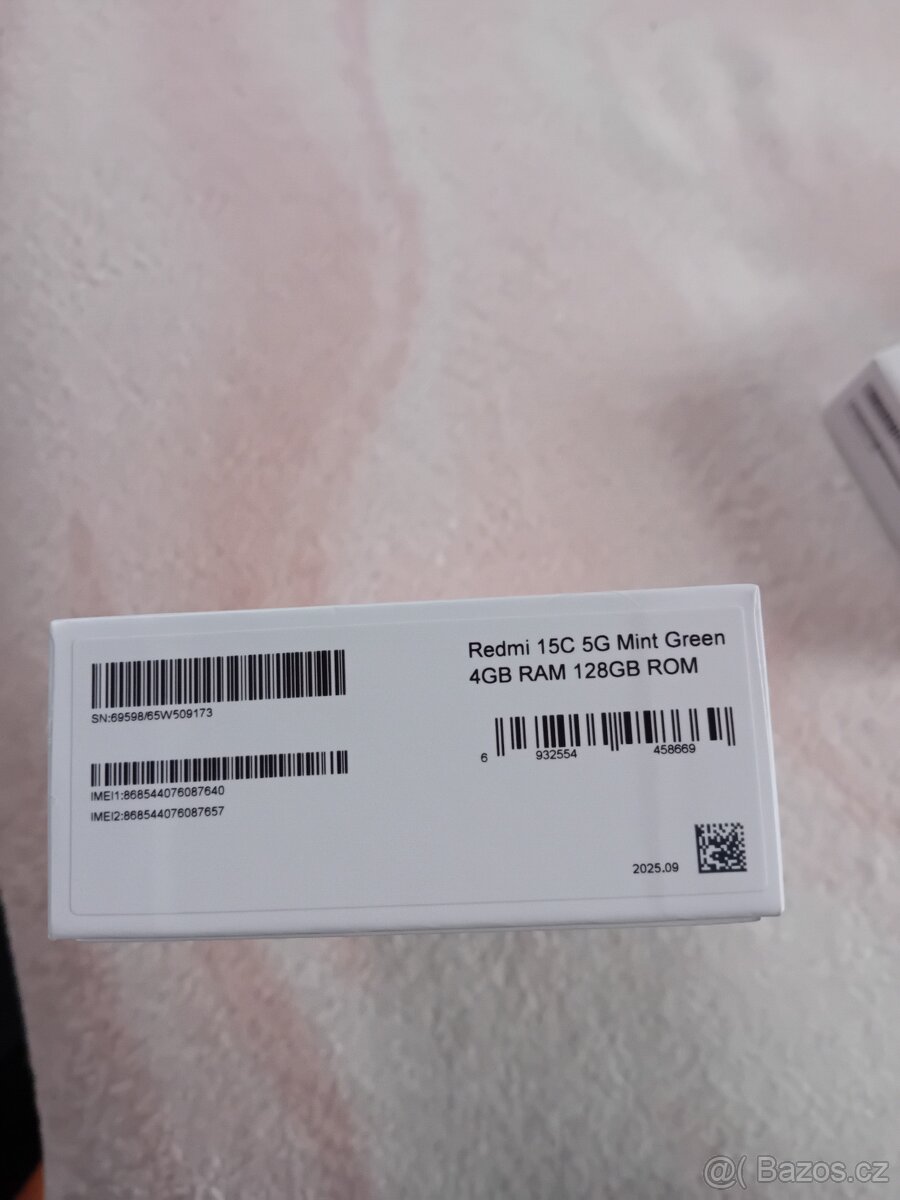 SN:69598/65W509173
IMEI1:868544076087640
IMEI2:868544076087657
Redmi 15C 5G Mint Green
4GB RAM 128GB ROM
6 932554 458669
2025.09
@( Bazos.cz